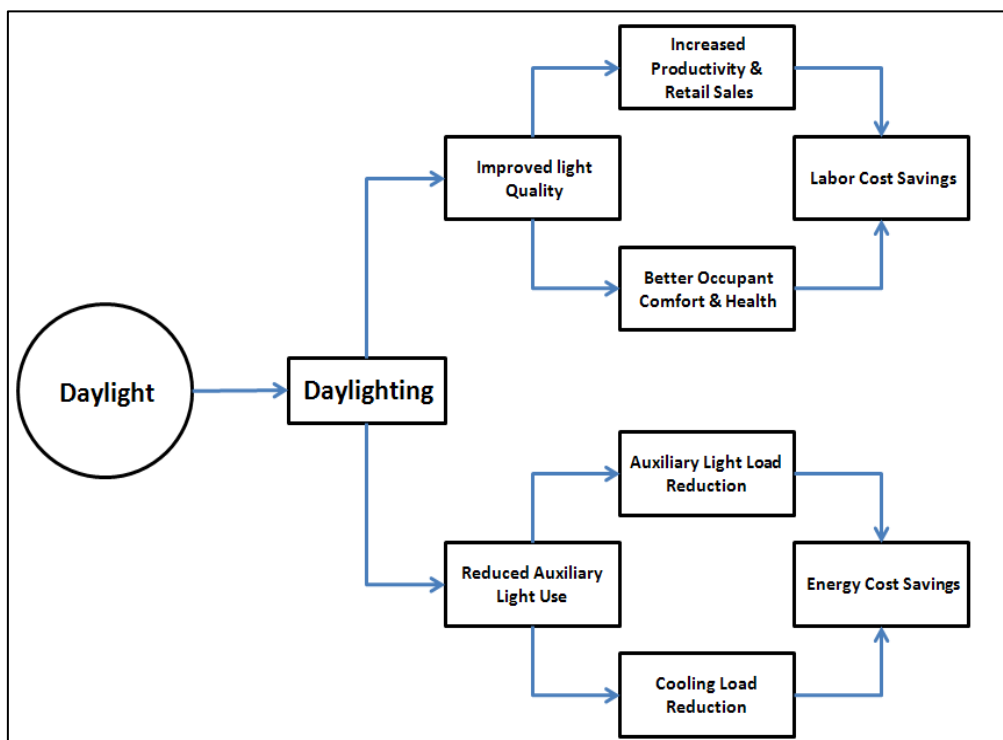 Daylight
Daylighting
Improved light
Quality
Increased
Productivity &
Retail Sales
Better Occupant
Comfort & Health
Labor Cost Savings
Reduced Auxiliary
Light Use
Auxiliary Light Load
Reduction
Cooling Load
Reduction
Energy Cost Savings